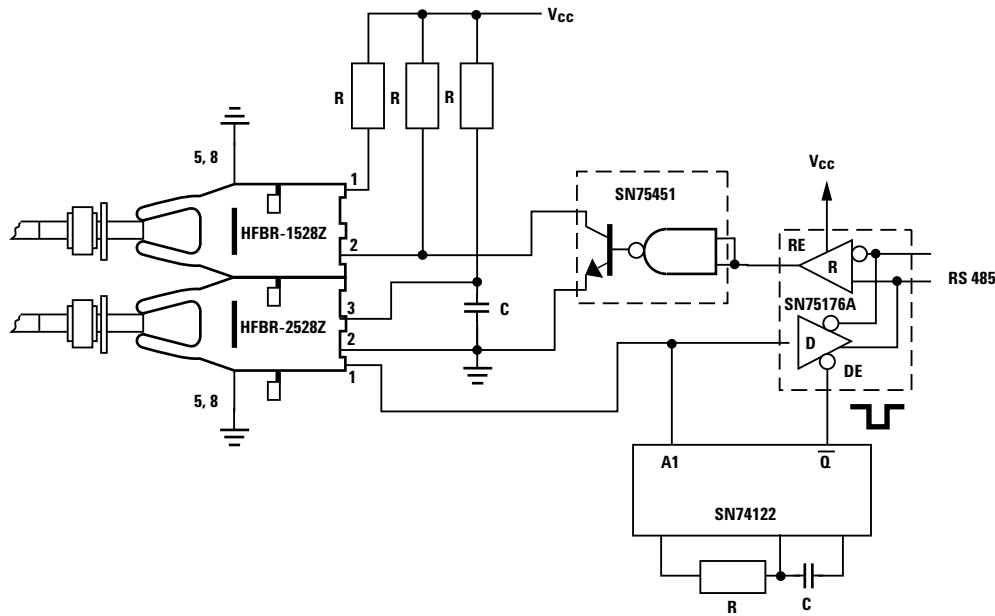 Vcc
R
R
R
5, 8
1
HFBR-1528Z
2
3
HFBR-2528Z
2
1
5, 8
C
SN75451
Vcc
RE
R
RS 485
SN75176A
D
DE
A1
Q̅
SN74122
R
C